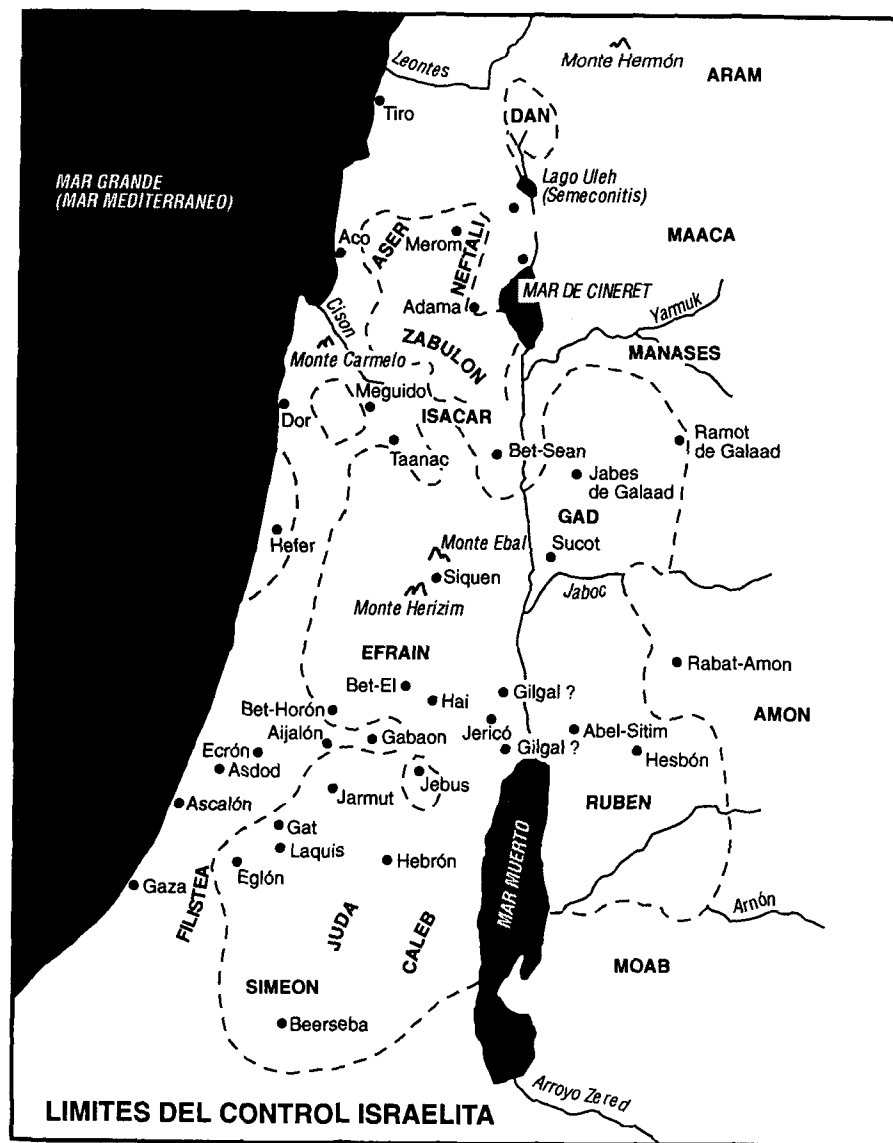 Leontes
Monte Hermón
ARAM
Tiro
DAN
MAR GRANDE
(MAR MEDITERRANEO)
Lago Uleh
(Semeconitis)
Aco
ASER
Merom
NEFTALI
MAACA
Adama
MAR DE CINERET
Cison
Yarmuk
ZABULON
MANASES
Monte Carmelo
Meguido
Dor
ISACAR
Taanac
Bet-Sean
Ramot
de Galaad
Jabes
de Galaad
GAD
Hefer
Monte Ebal
Sucot
Siquen
Jaboc
Monte Herizim
EFRAIN
Rabat-Amon
Bet-El
Hai
Gilgal ?
Bet-Horón
AMON
Aijalón
Gabaon
Jericó
Abel-Sitim
Gilgal ?
Hesbón
Ecrón
Asdod
Jebus
Jarmut
Ascalón
RUBEN
Gat
Laquis
Eglón
Hebrón
MAR MUERTO
Gaza
FILISTEA
JUDA
CALEB
Arnón
MOAB
SIMEON
Beerseba
Arroyo Zered
LIMITES DEL CONTROL ISRAELITA